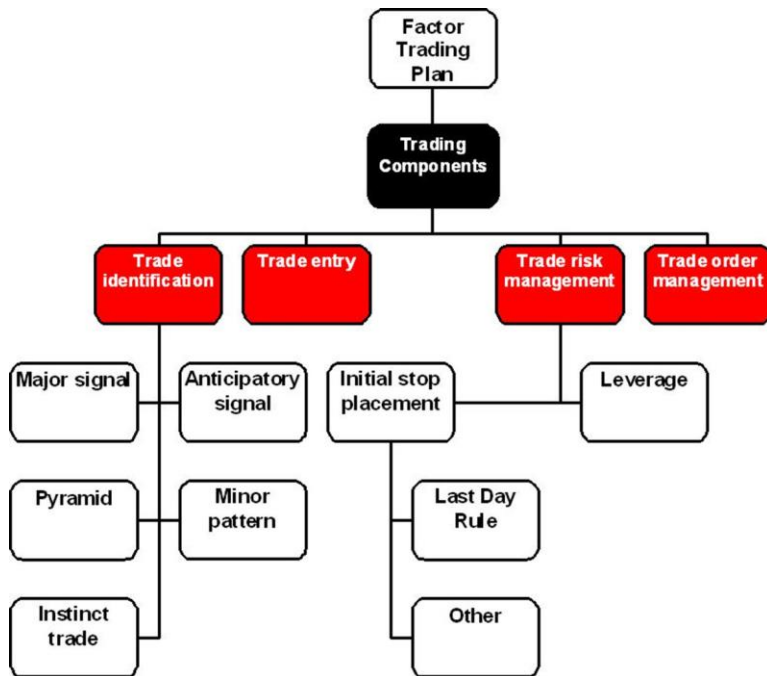 Factor
Trading
Plan
Trading
Components
Trade
identification
Trade entry
Trade risk
management
Trade order
management
Major signal
Anticipatory
signal
Initial stop
placement
Leverage
Pyramid
Minor
pattern
Last Day
Rule
Instinct
trade
Other